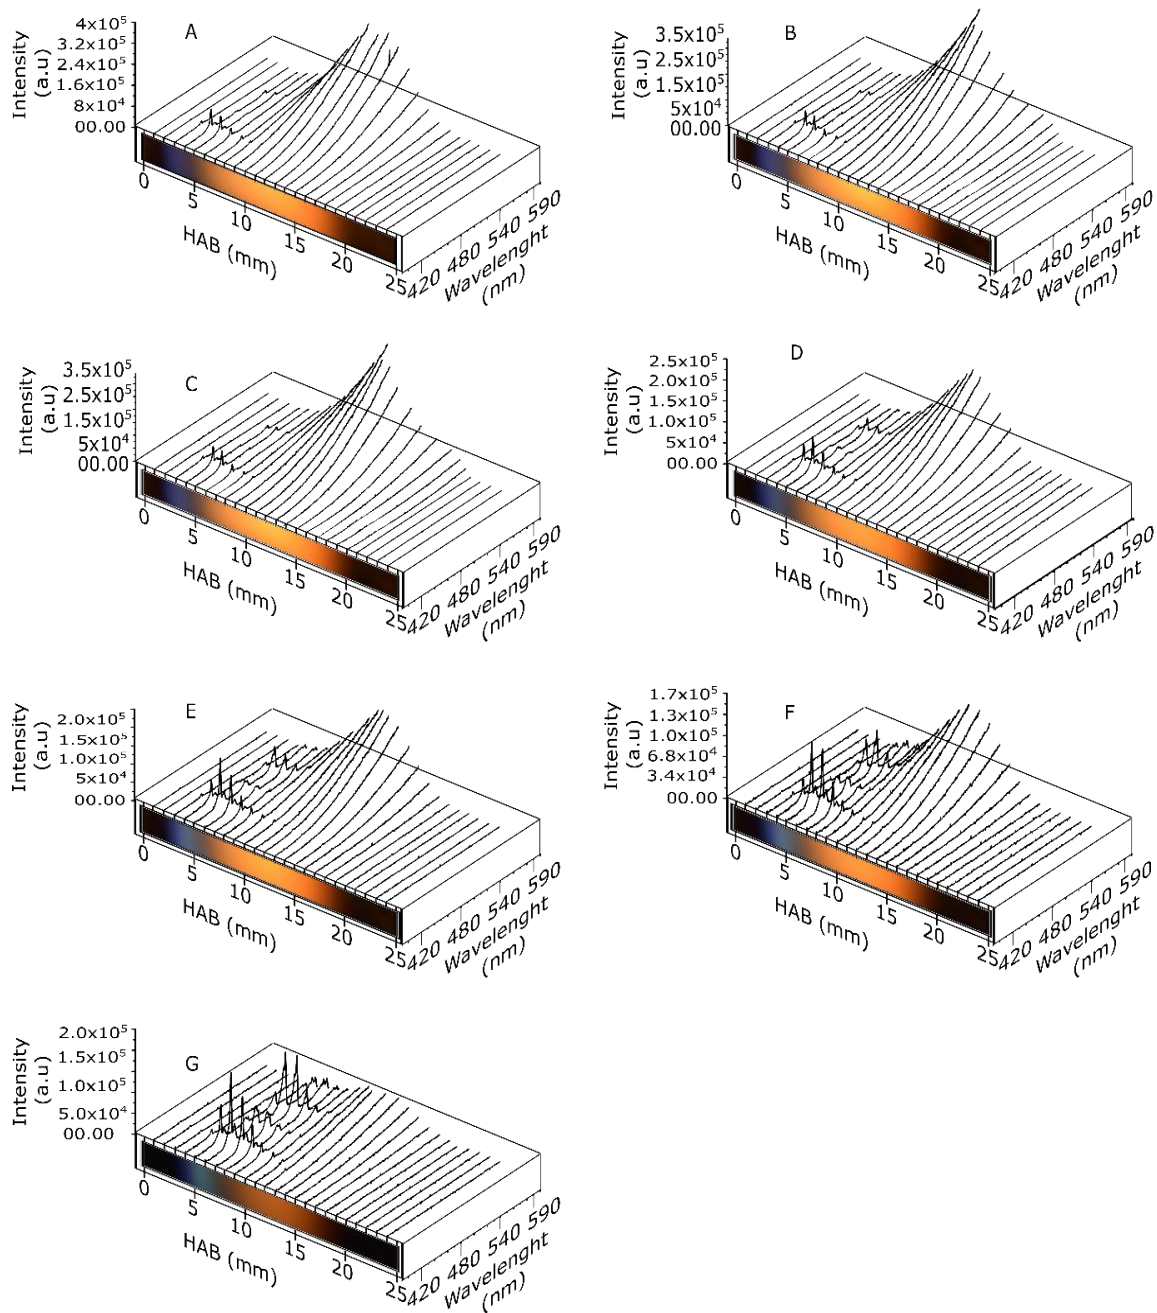 A
Intensity
(a.u)
4x10⁵
3.2x10⁵
2.4x10⁵
1.6x10⁵
8x10⁴
00.00
0
5
10
15
20
25
HAB (mm)
420 480 540 590
Wavelenght
(nm)
B
Intensity
(a.u)
3.5x10⁵
2.5x10⁵
1.5x10⁵
5x10⁴
00.00
0
5
10
15
20
25
HAB (mm)
420 480 540 590
Wavelenght
(nm)
C
Intensity
(a.u)
3.5x10⁵
2.5x10⁵
1.5x10⁵
5x10⁴
00.00
0
5
10
15
20
25
HAB (mm)
420 480 540 590
Wavelenght
(nm)
D
Intensity
(a.u)
2.5x10⁵
2.0x10⁵
1.5x10⁵
1.0x10⁵
5x10⁴
00.00
0
5
10
15
20
25
HAB (mm)
420 480 540 590
Wavelenght
(nm)
E
Intensity
(a.u)
2.0x10⁵
1.5x10⁵
1.0x10⁵
5x10⁴
00.00
0
5
10
15
20
25
HAB (mm)
420 480 540 590
Wavelenght
(nm)
F
Intensity
(a.u)
1.7x10⁵
1.3x10⁵
1.0x10⁵
6.8x10⁴
3.4x10⁴
00.00
0
5
10
15
20
25
HAB (mm)
420 480 540 590
Wavelenght
(nm)
G
Intensity
(a.u)
2.0x10⁵
1.5x10⁵
1.0x10⁵
5.0x10⁴
00.00
0
5
10
15
20
25
HAB (mm)
420 480 540 590
Wavelenght
(nm)